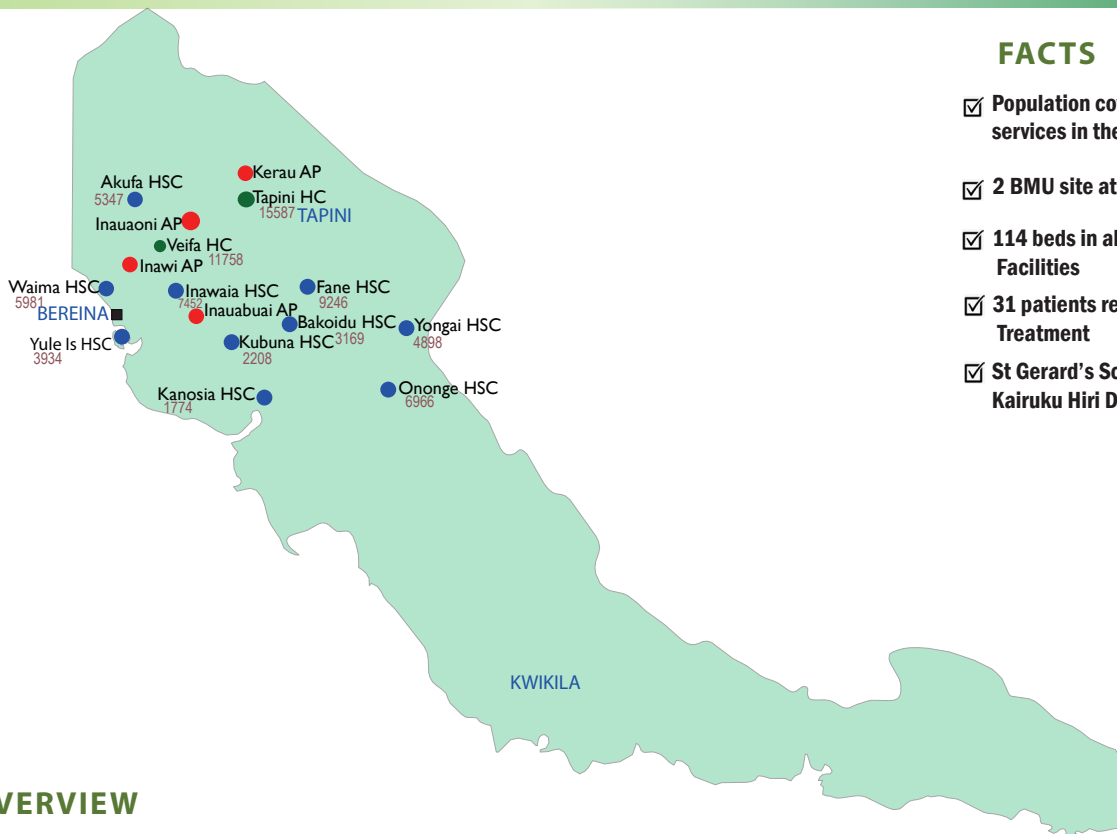 FACTS
Population co
services in the
2 BMU site at
114 beds in al
Facilities
31 patients re
Treatment
St Gerard's Sc
Kairuku Hiri D
Kerau AP
Akufa HSC
5347
Tapini HC
15587 TAPINI
Inauaoni AP
Veifa HC
11758
Inawi AP
Waima HSC
5981
Inawaia HSC
7452
Fane HSC
9246
BEREINA
Inauabuai AP
Bakoidu HSC
3169
Yongai HSC
4898
Yule Is HSC
3934
Kubuna HSC
2208
Kanosia HSC
1774
Ononge HSC
6966
KWIKILA
VERVIEW